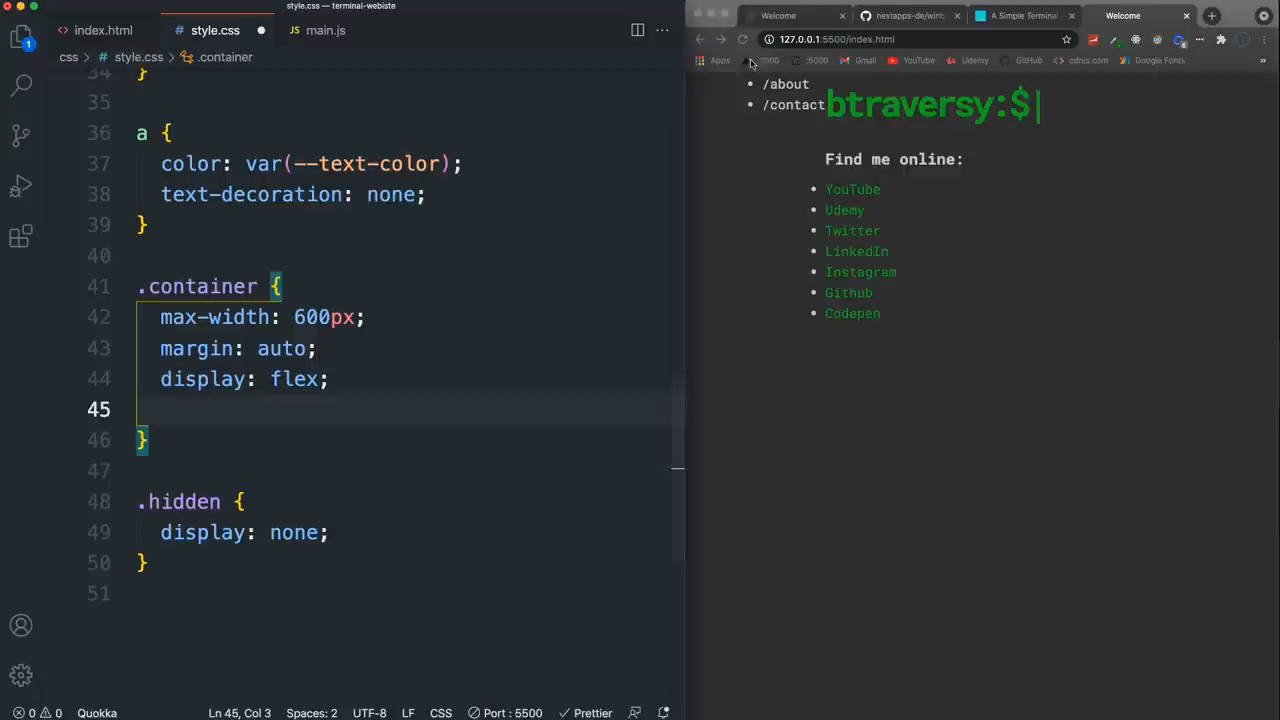 style.css — terminal-webiste
index.html
style.css
main.js
css > style.css > .container
34 }
35
36 a {
37 color: var(--text-color);
38 text-decoration: none;
39 }
40
41 .container {
42 max-width: 600px;
43 margin: auto;
44 display: flex;
45
46 }
47
48 .hidden {
49 display: none;
50 }
51
1
0 0
Quokka
Ln 45, Col 3
Spaces: 2
UTF-8
LF
CSS
Port : 5500
Prettier
Welcome
nextapps-de/winb
A Simple Terminal
Welcome
127.0.0.1:5500/index.html
Apps
:5000
Gmail
YouTube
Udemy
GitHub
cdnjs.com
Google Fonts
»
• /about
• /contact
btraversy:$|
Find me online:
• YouTube
• Udemy
• Twitter
• LinkedIn
• Instagram
• Github
• Codepen